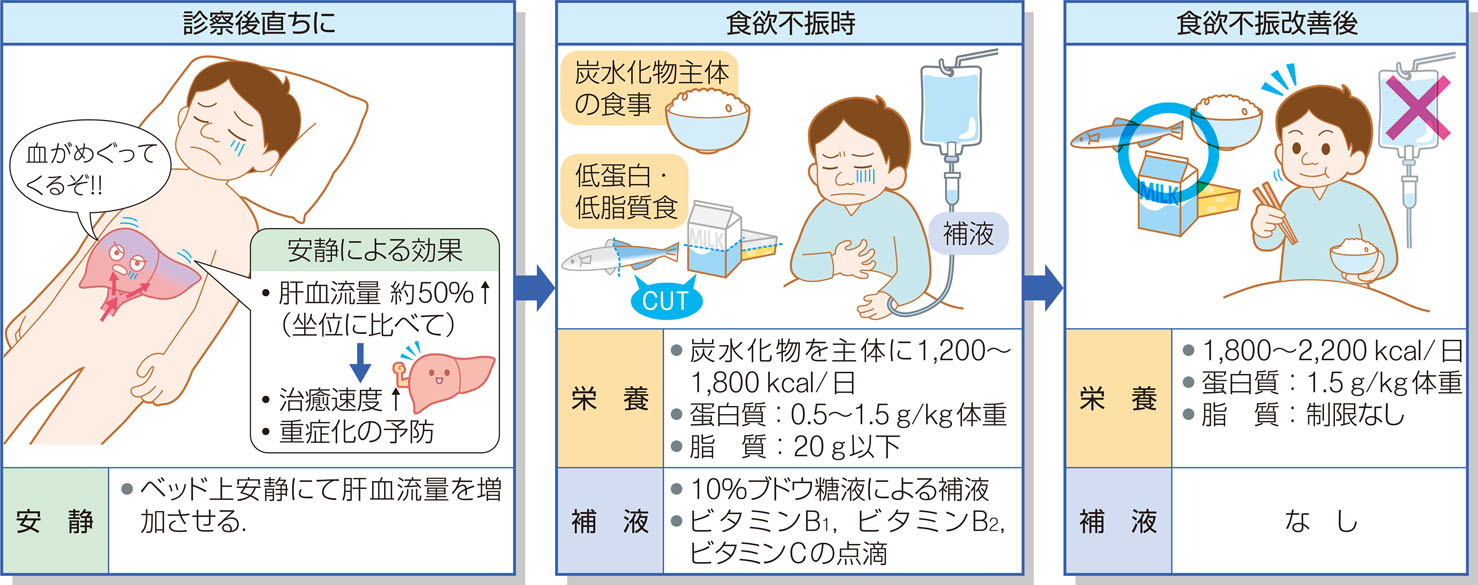 診察後直ちに
血がめぐって
くるぞ!!
安静による効果
• 肝血流量 約50%↑
（坐位に比べて）
• 治癒速度↑
• 重症化の予防
安 静
● ベッド上安静にて肝血流量を増
加させる.
食欲不振時
炭水化物主体
の食事
低蛋白・
低脂質食
MILK
CUT
補液
栄 養
● 炭水化物を主体に1,200〜
1,800 kcal/日
● 蛋白質：0.5〜1.5 g/kg体重
● 脂 質：20 g以下
補 液
● 10%ブドウ糖液による補液
● ビタミンB1, ビタミンB2,
ビタミンCの点滴
食欲不振改善後
MILK
栄 養
● 1,800〜2,200 kcal/日
● 蛋白質：1.5 g/kg体重
● 脂 質：制限なし
補 液
な し